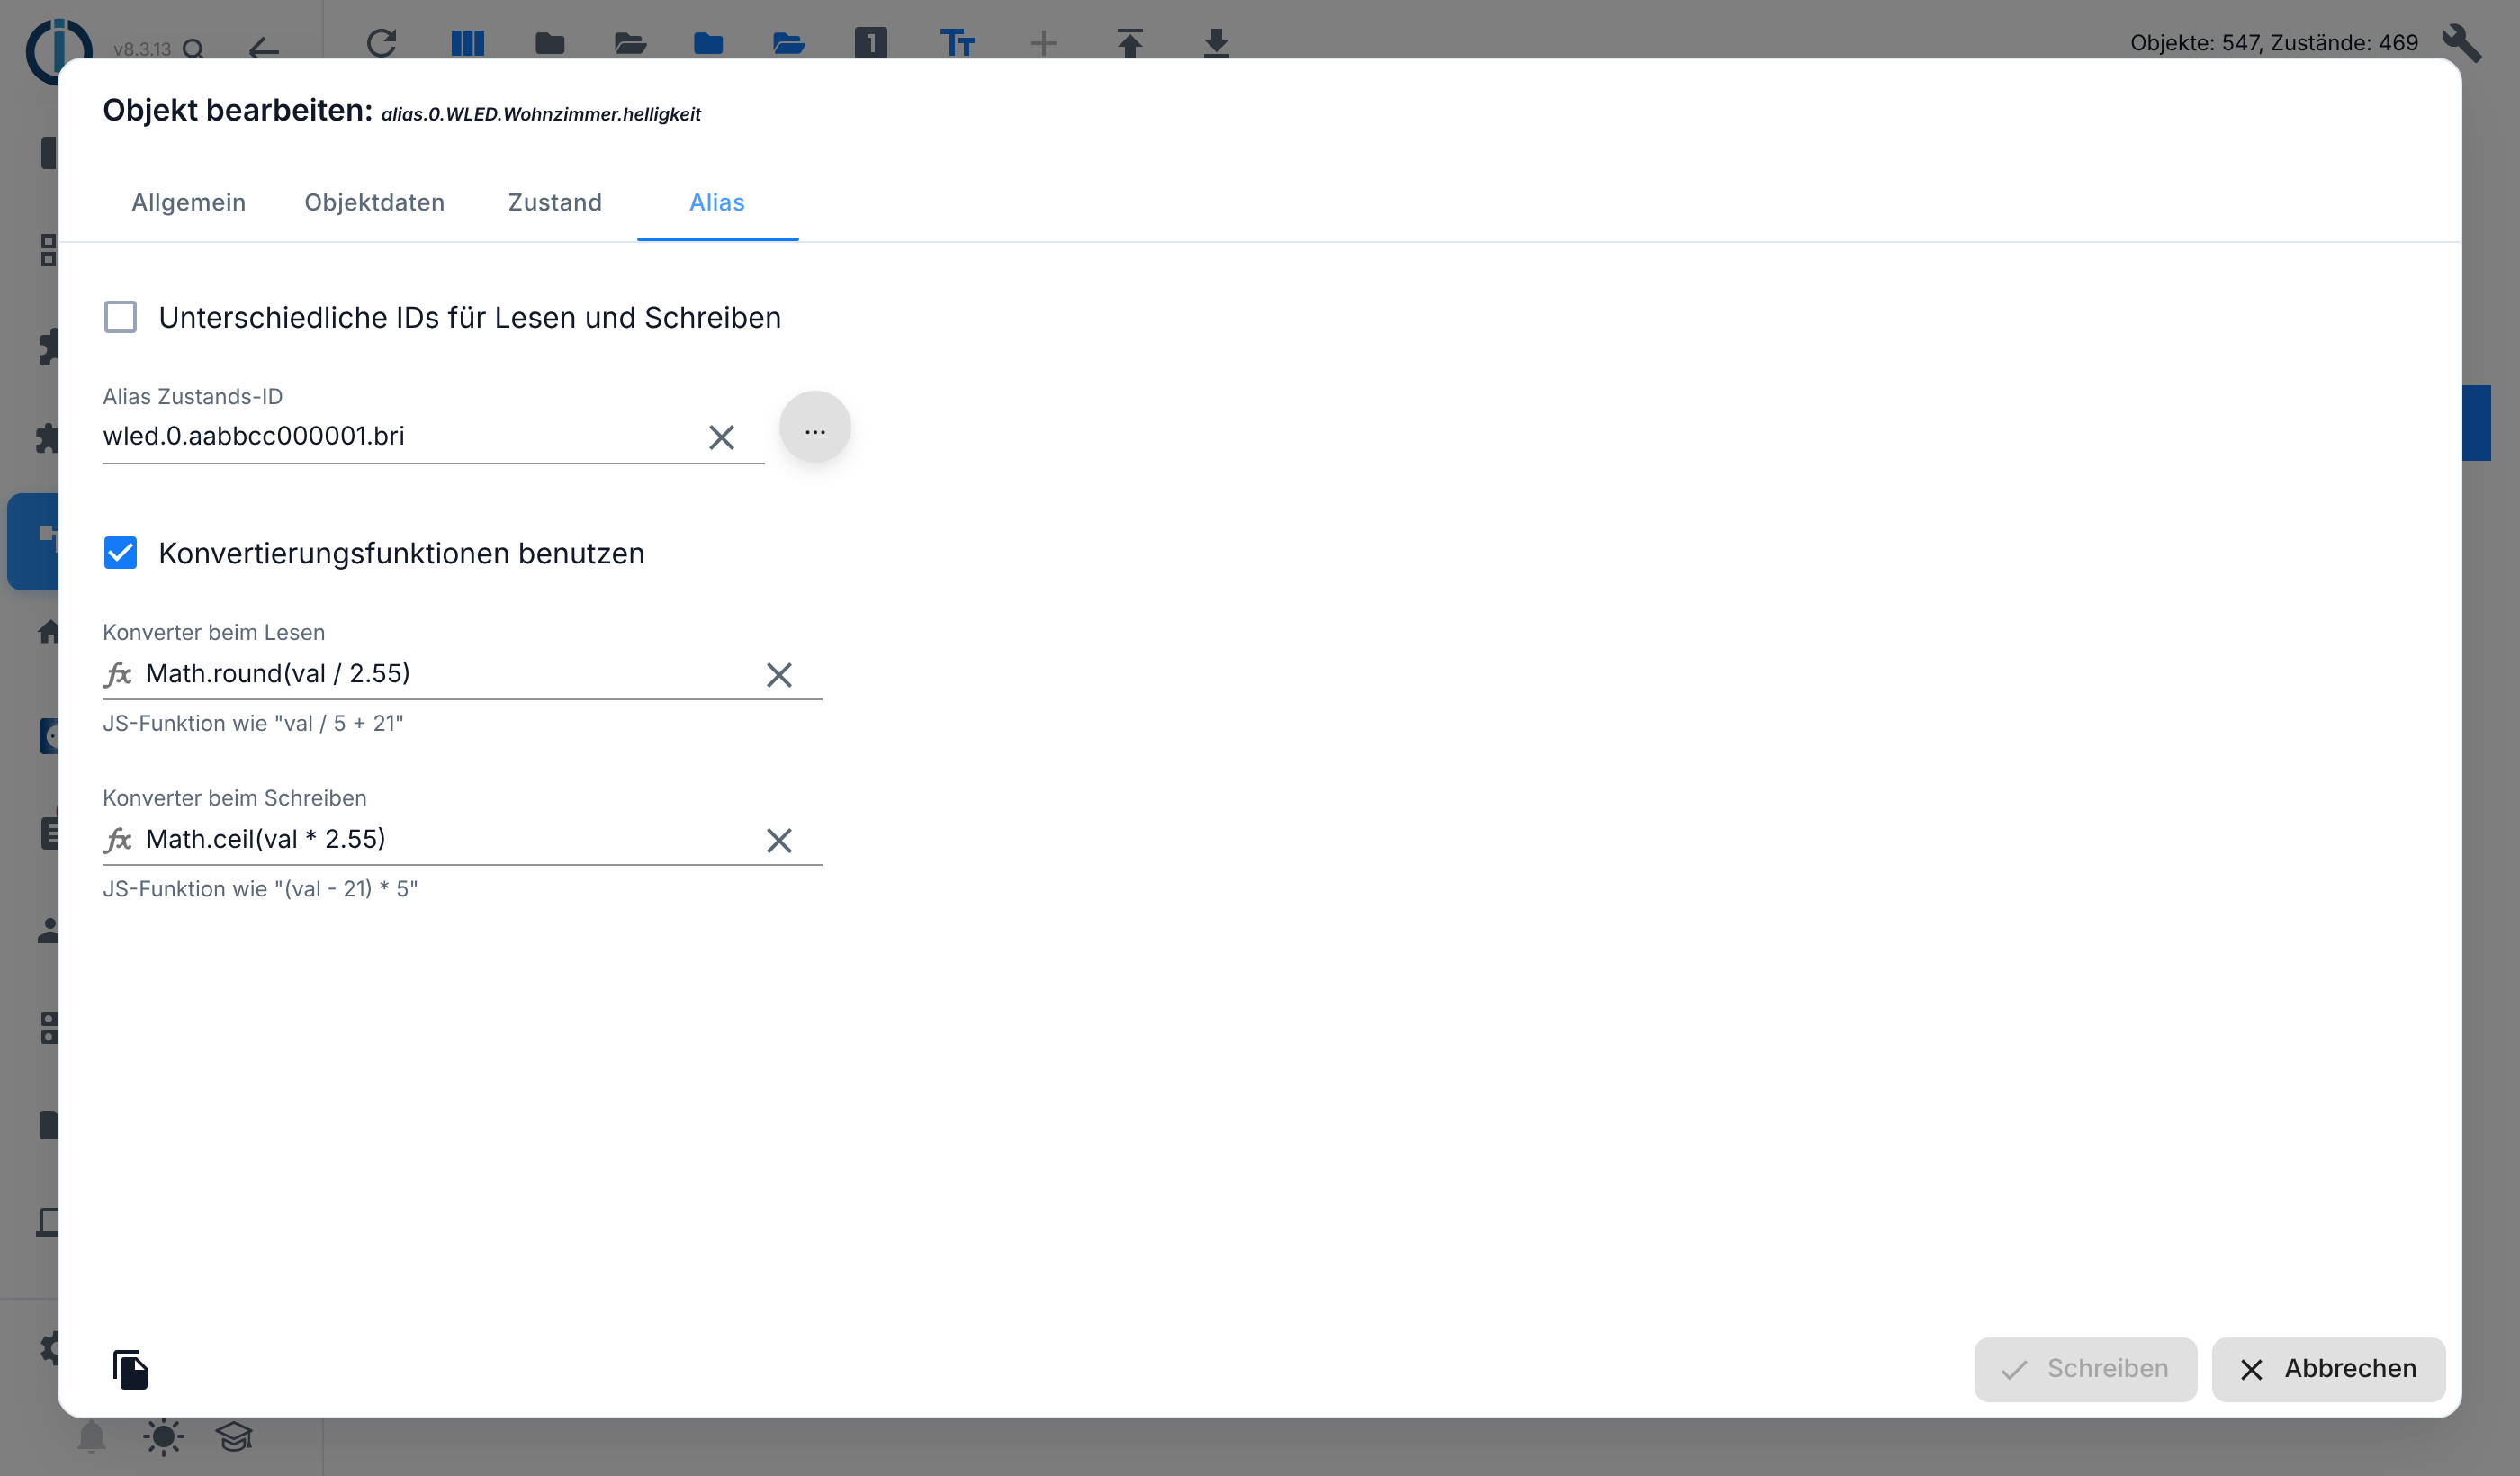 v8.3.13
1
Objekte: 547, Zustände: 469
Objekt bearbeiten: alias.0.WLED.Wohnzimmer.helligkeit
Allgemein Objektdaten Zustand Alias
Unterschiedliche IDs für Lesen und Schreiben
Alias Zustands-ID
wled.0.aabbcc000001.bri
...
Konvertierungsfunktionen benutzen
Konverter beim Lesen
fx Math.round(val / 2.55)
JS-Funktion wie "val / 5 + 21"
Konverter beim Schreiben
fx Math.ceil(val * 2.55)
JS-Funktion wie "(val - 21) * 5"
Schreiben Abbrechen